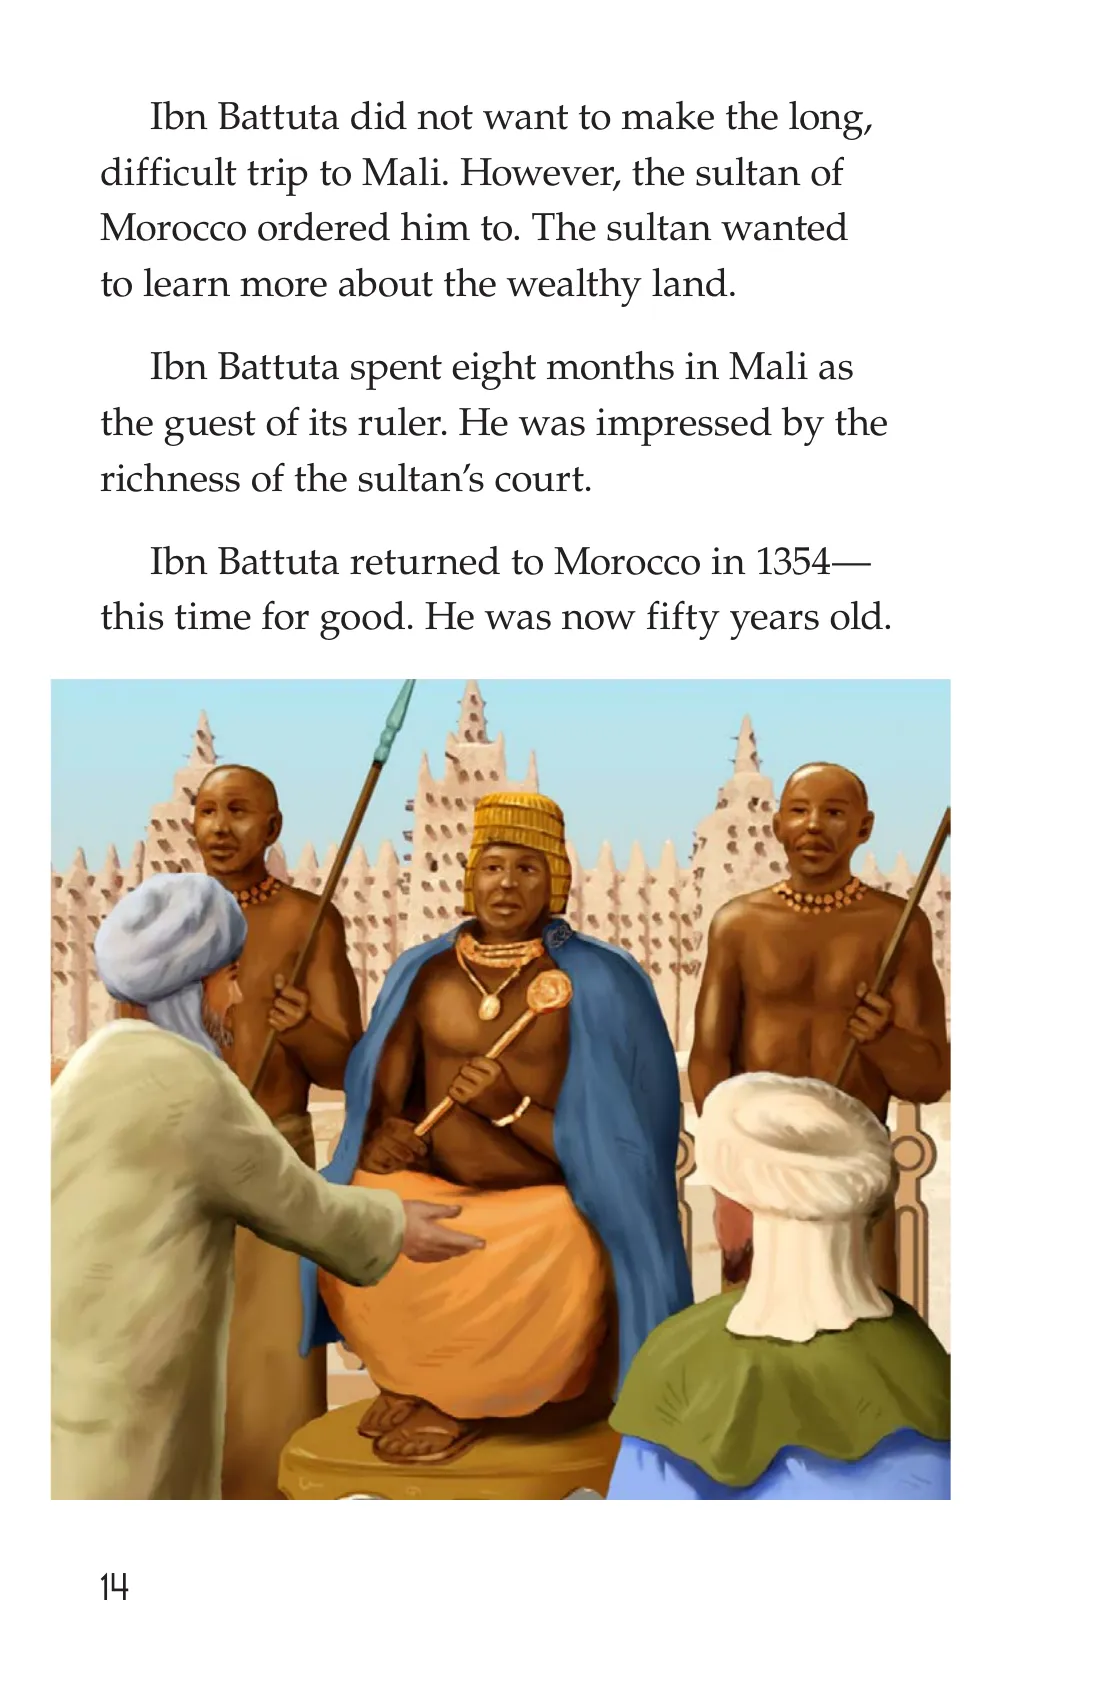 Ibn Battuta did not want to make the long,
difficult trip to Mali. However, the sultan of
Morocco ordered him to. The sultan wanted
to learn more about the wealthy land.
Ibn Battuta spent eight months in Mali as
the guest of its ruler. He was impressed by the
richness of the sultan’s court.
Ibn Battuta returned to Morocco in 1354—
this time for good. He was now fifty years old.
14